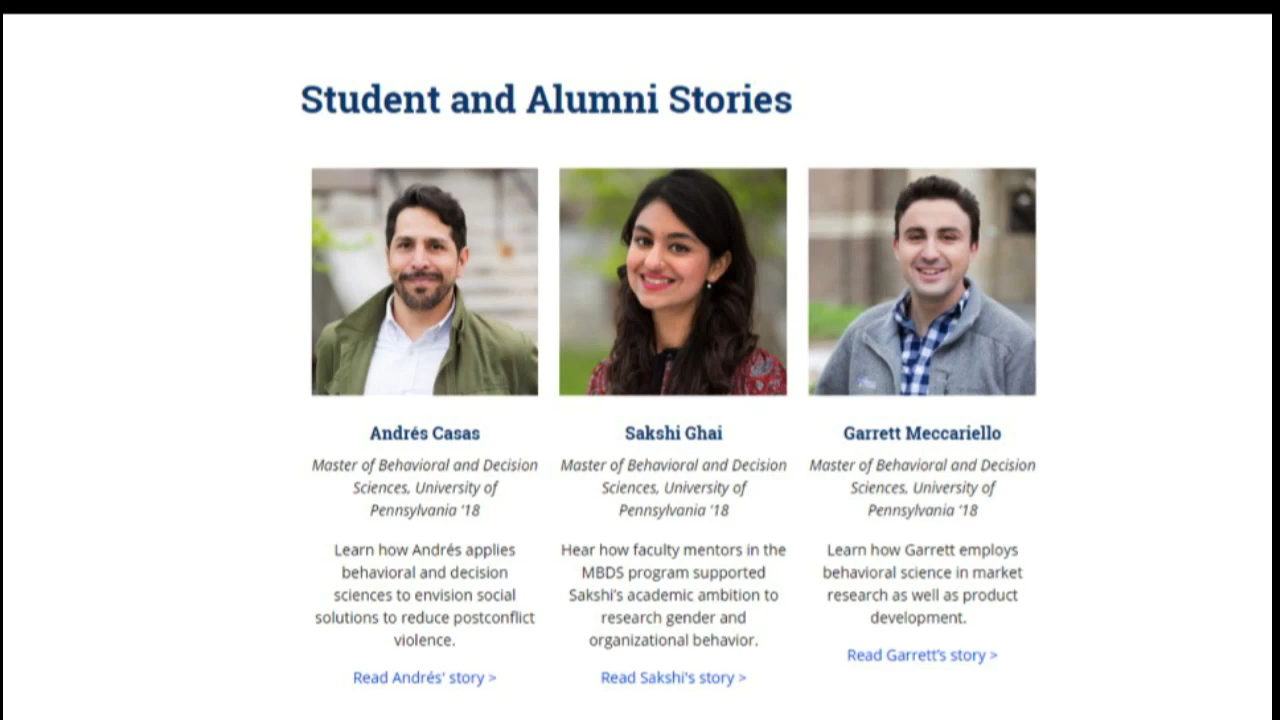 Student and Alumni Stories
Andrés Casas
Master of Behavioral and Decision
Sciences, University of
Pennsylvania '18
Learn how Andrés applies
behavioral and decision
sciences to envision social
solutions to reduce postconflict
violence.
Read Andrés' story >
Sakshi Ghai
Master of Behavioral and Decision
Sciences, University of
Pennsylvania '18
Hear how faculty mentors in the
MBDS program supported
Sakshi's academic ambition to
research gender and
organizational behavior.
Read Sakshi's story >
Garrett Meccariello
Master of Behavioral and Decision
Sciences, University of
Pennsylvania '18
Learn how Garrett employs
behavioral science in market
research as well as product
development.
Read Garrett's story >